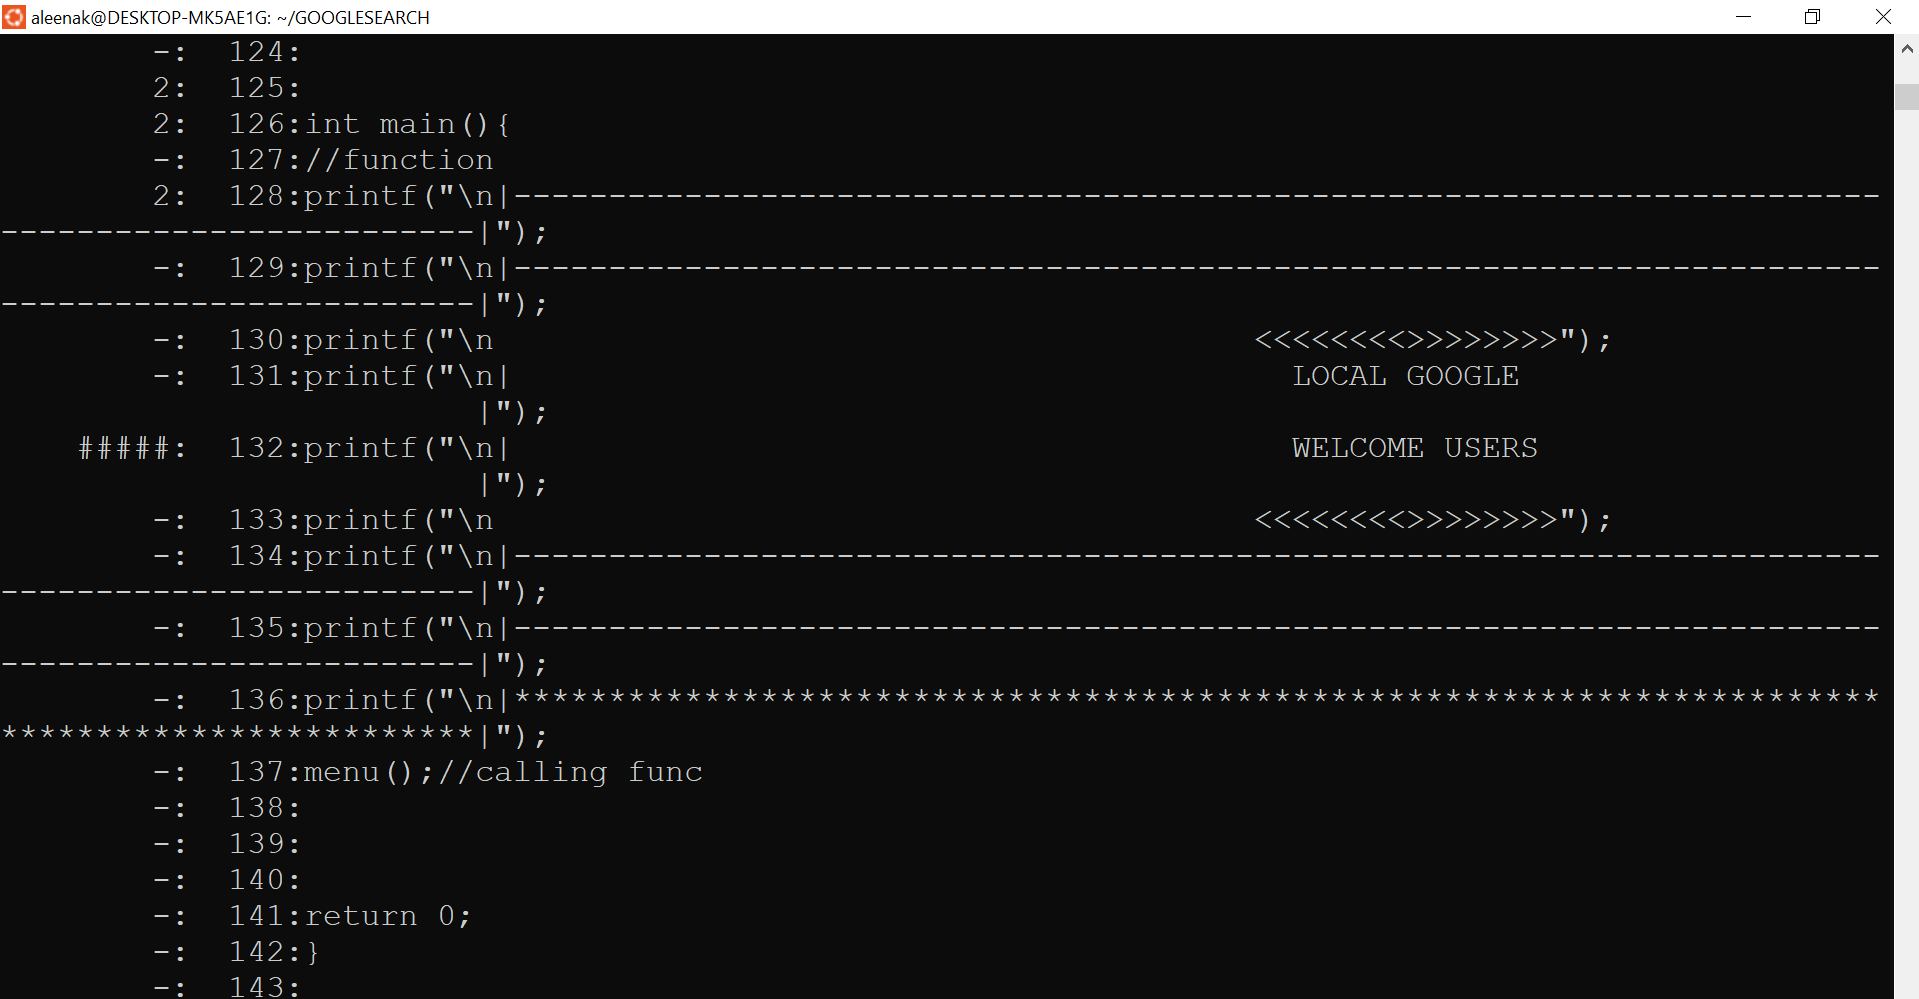 aleenak@DESKTOP-MK5AE1G: ~/GOOGLESEARCH
-: 124:
2: 125:
2: 126:int main(){
-: 127://function
2: 128:printf("\n|------------------------------------------------------------------------
-------------------------|");
-: 129:printf("\n|------------------------------------------------------------------------
-------------------------|");
-: 130:printf("\n                                        <<<<<<<<>>>>>>>>");
-: 131:printf("\n|                                         LOCAL GOOGLE
|");
#####: 132:printf("\n|                                         WELCOME USERS
|");
-: 133:printf("\n                                        <<<<<<<<>>>>>>>>");
-: 134:printf("\n|------------------------------------------------------------------------
-------------------------|");
-: 135:printf("\n|------------------------------------------------------------------------
-------------------------|");
-: 136:printf("\n|************************************************************************
*************************|");
-: 137:menu();//calling func
-: 138:
-: 139:
-: 140:
-: 141:return 0;
-: 142:}
-: 143: